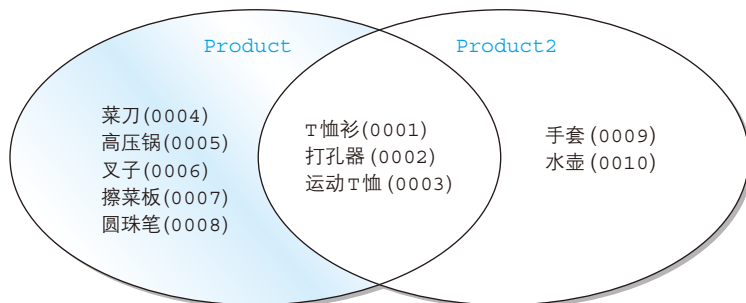 Product
菜刀(0004)
高压锅(0005)
叉子(0006)
擦菜板(0007)
圆珠笔(0008)
T恤衫(0001)
打孔器(0002)
运动T恤(0003)
Product2
手套(0009)
水壶(0010)